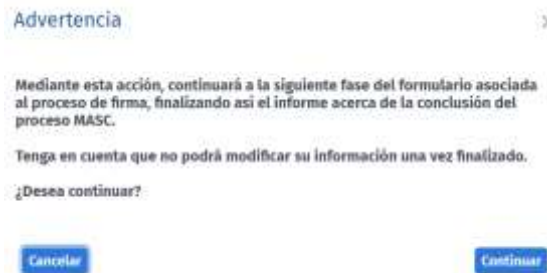 Advertencia
Mediante esta acción, continuará a la siguiente fase del formulario asociada
al proceso de firma, finalizando así el informe acerca de la conclusión del
proceso MASC.
Tenga en cuenta que no podrá modificar su información una vez finalizado.
¿Desea continuar?
Cancelar
Continuar